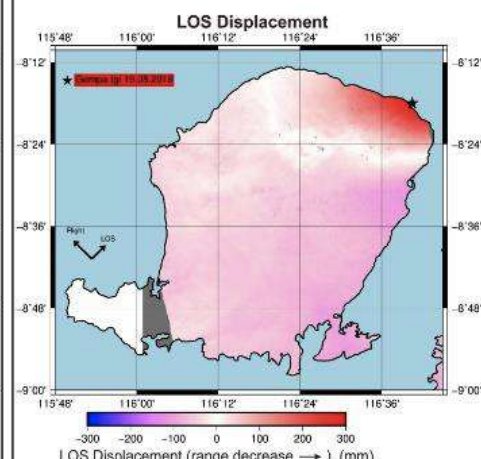 LOS Displacement
115°48' 116°00' 116°12' 116°24' 116°36'
-8°12' -8°12'
Gempa (g) 19.08.2018
-8°24' -8°24'
-8°36' -8°36'
Flight LOS
-8°48' -8°48'
-9°00' -9°00'
115°48' 116°00' 116°12' 116°24' 116°36'
-300 -200 -100 0 100 200 300
LOS Displacement (range decrease → ) (mm)